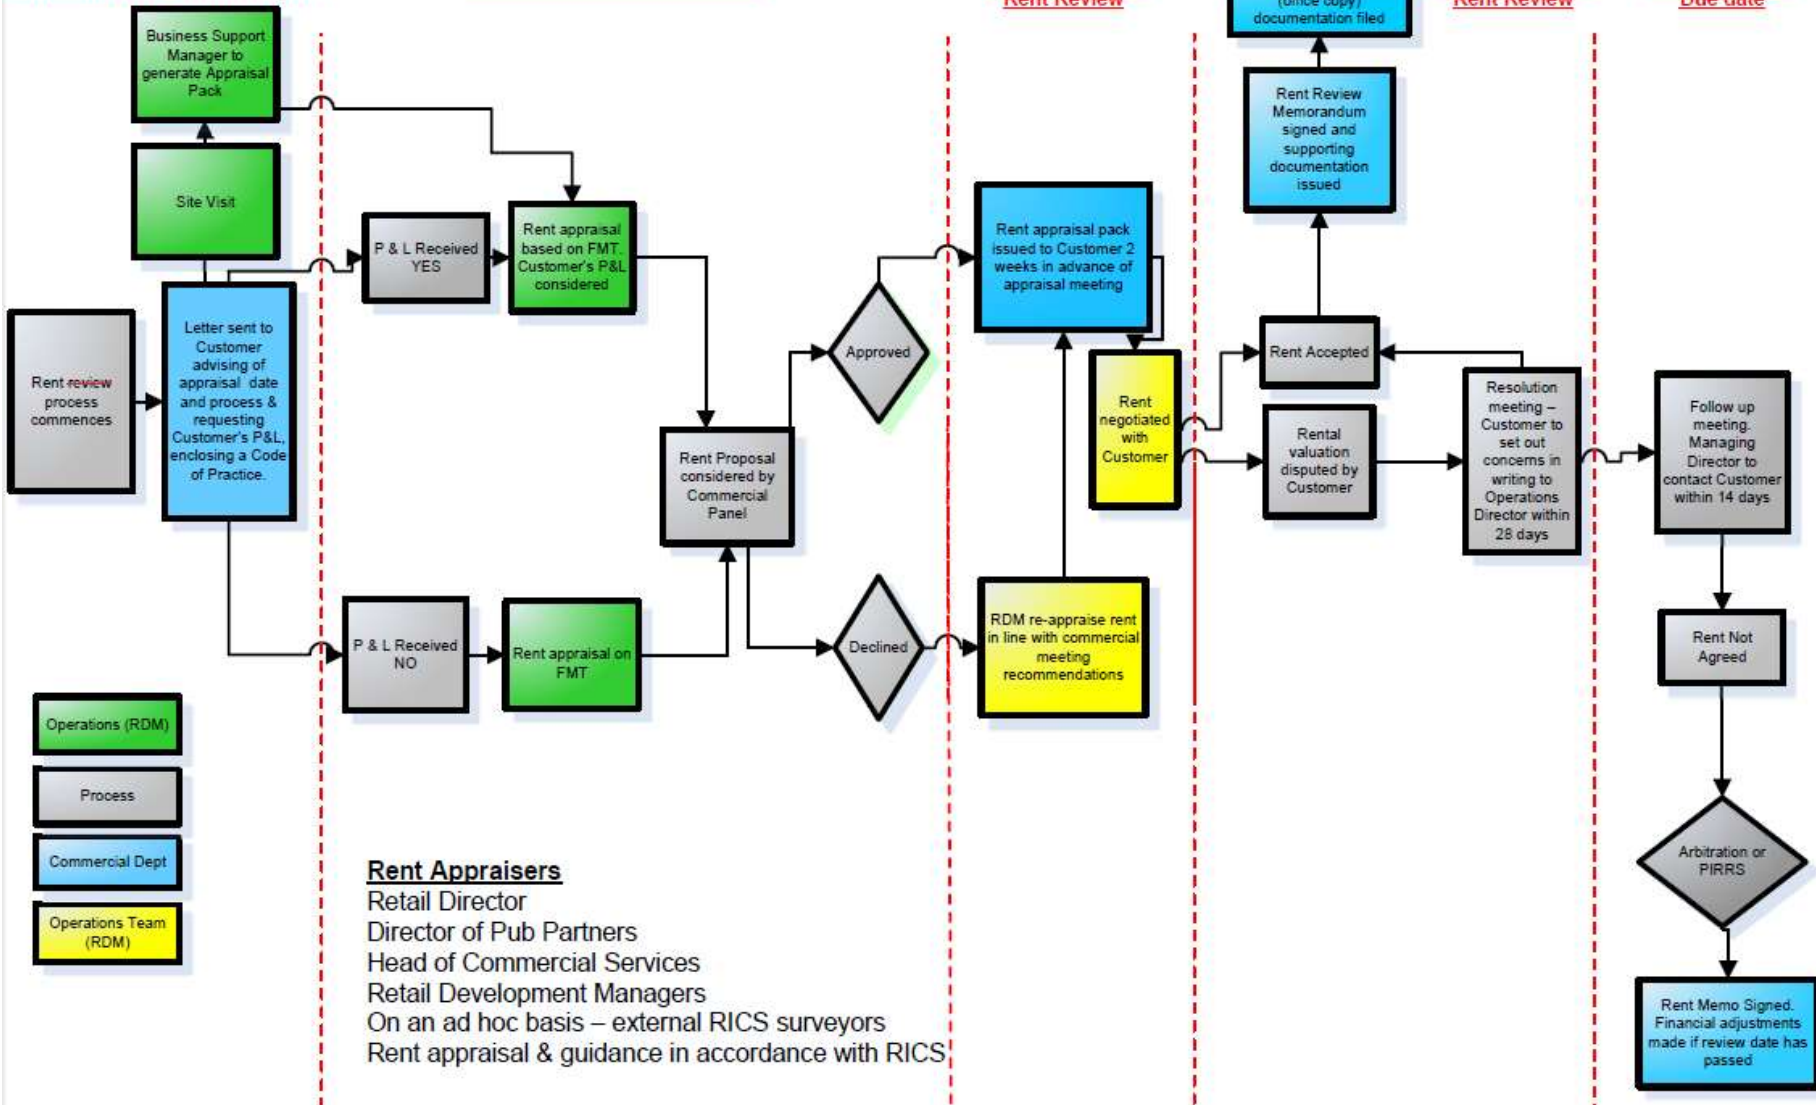 Rent Review
(office copy)
documentation filed
Rent Review
Due date
Business Support
Manager to
generate Appraisal
Pack
Site Visit
Rent review
process
commences
Letter sent to
Customer
advising of
appraisal date
and process &
requesting
Customer's P&L,
enclosing a Code
of Practice.
P & L Received
YES
Rent appraisal
based on FMT.
Customer's P&L
considered
P & L Received
NO
Rent appraisal on
FMT
Rent Proposal
considered by
Commercial
Panel
Approved
Declined
Rent appraisal pack
issued to Customer 2
weeks in advance of
appraisal meeting
RDM re-appraise rent
in line with commercial
meeting
recommendations
Rent
negotiated
with
Customer
Rent Review
Memorandum
signed and
supporting
documentation
issued
Rent Accepted
Rental
valuation
disputed by
Customer
Resolution
meeting –
Customer to
set out
concerns in
writing to
Operations
Director within
28 days
Follow up
meeting.
Managing
Director to
contact Customer
within 14 days
Rent Not
Agreed
Arbitration or
PIRRS
Rent Memo Signed.
Financial adjustments
made if review date has
passed
Operations (RDM)
Process
Commercial Dept
Operations Team
(RDM)
Rent Appraisers
Retail Director
Director of Pub Partners
Head of Commercial Services
Retail Development Managers
On an ad hoc basis – external RICS surveyors
Rent appraisal & guidance in accordance with RICS